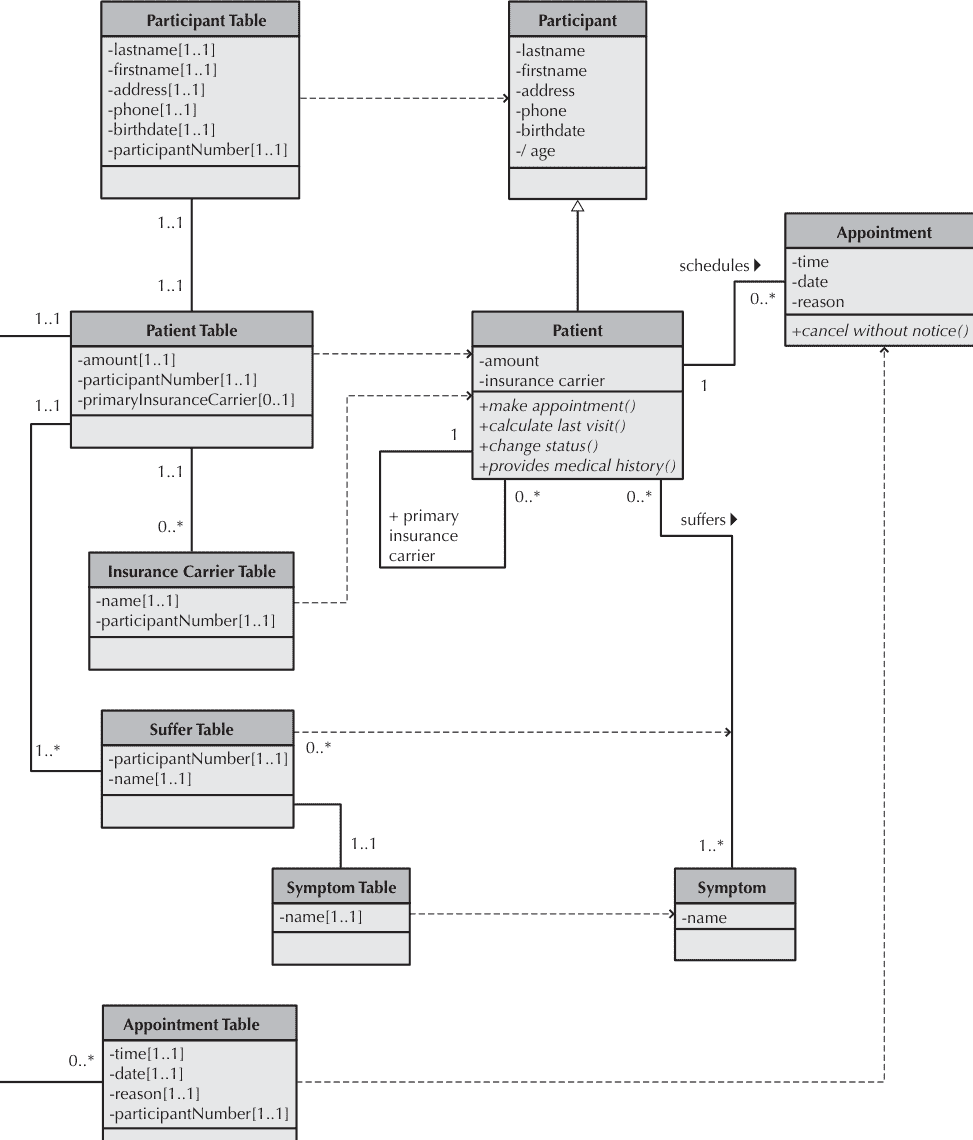 Participant Table
-lastname[1..1]
-firstname[1..1]
-address[1..1]
-phone[1..1]
-birthdate[1..1]
-participantNumber[1..1]
Participant
-lastname
-firstname
-address
-phone
-birthdate
-/ age
1..1
1..1
Appointment
-time
-date
-reason
+cancel without notice()
schedules
0..*
1
1..1
Patient Table
-amount[1..1]
-participantNumber[1..1]
-primaryInsuranceCarrier[0..1]
1..1
Patient
-amount
-insurance carrier
+make appointment()
+calculate last visit()
+change status()
+provides medical history()
1
0..*
+ primary
insurance
carrier
0..*
suffers
1..1
0..*
Insurance Carrier Table
-name[1..1]
-participantNumber[1..1]
Suffer Table
-participantNumber[1..1]
-name[1..1]
1..*
0..*
1..1
1..*
Symptom Table
-name[1..1]
Symptom
-name
Appointment Table
-time[1..1]
-date[1..1]
-reason[1..1]
-participantNumber[1..1]
0..*